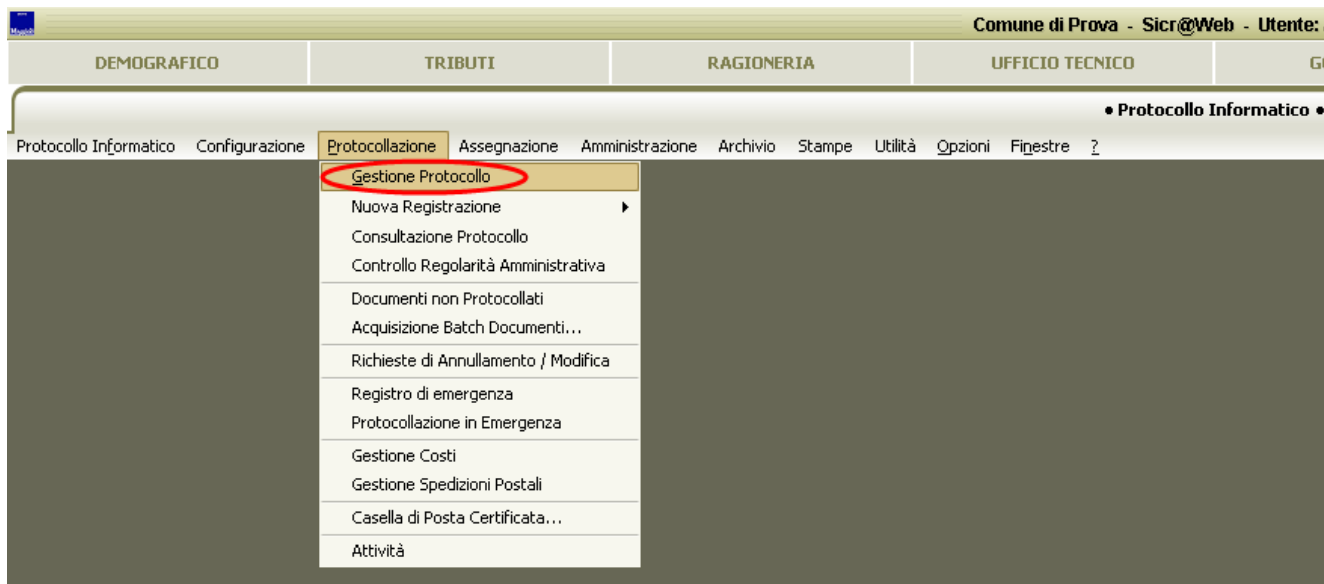 Comune di Prova - Sicr@Web - Utente:
DEMOGRAFICO TRIBUTI RAGIONERIA UFFICIO TECNICO
• Protocollo Informatico •
Protocollo Informatico Configurazione Protocollazione Assegnazione Amministrazione Archivio Stampe Utilità Opzioni Finestre ?
Gestione Protocollo
Nuova Registrazione
Consultazione Protocollo
Controllo Regolarità Amministrativa
Documenti non Protocollati
Acquisizione Batch Documenti...
Richieste di Annullamento / Modifica
Registro di emergenza
Protocollazione in Emergenza
Gestione Costi
Gestione Spedizioni Postali
Casella di Posta Certificata...
Attività